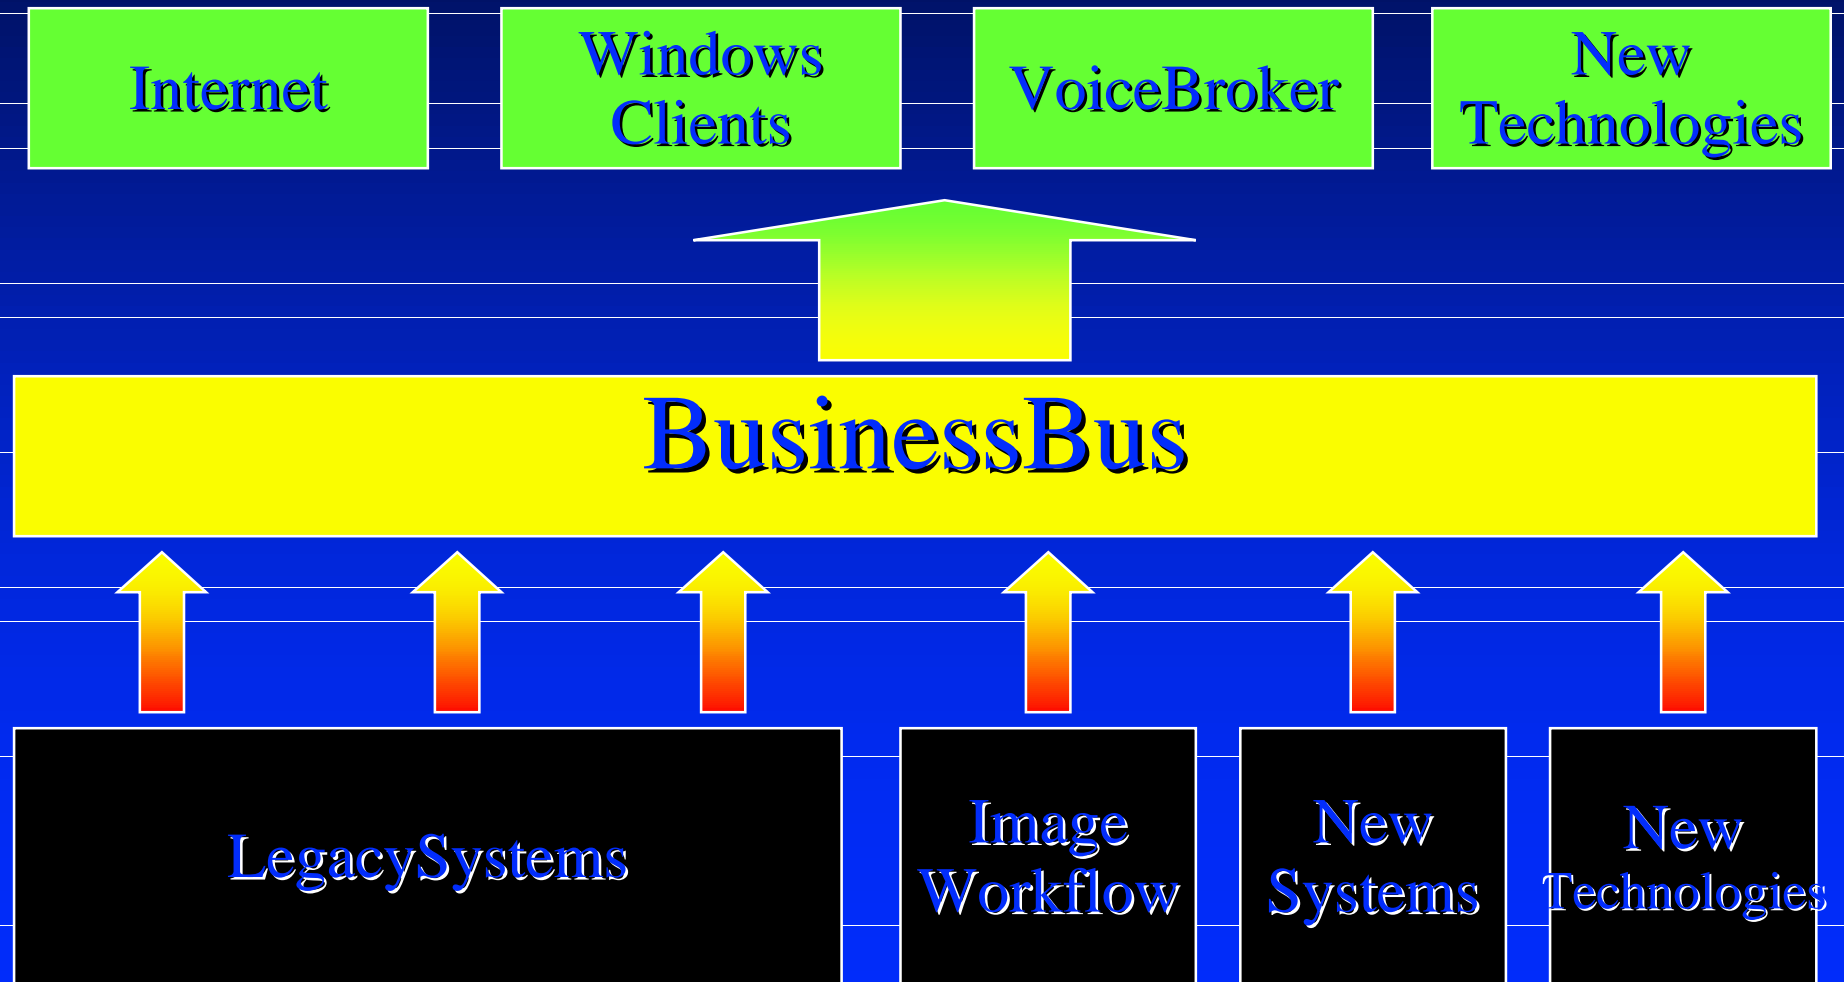 Internet
Windows
Clients
VoiceBroker
New
Technologies
BusinessBus
LegacySystems
Image
Workflow
New
Systems
New
Technologies